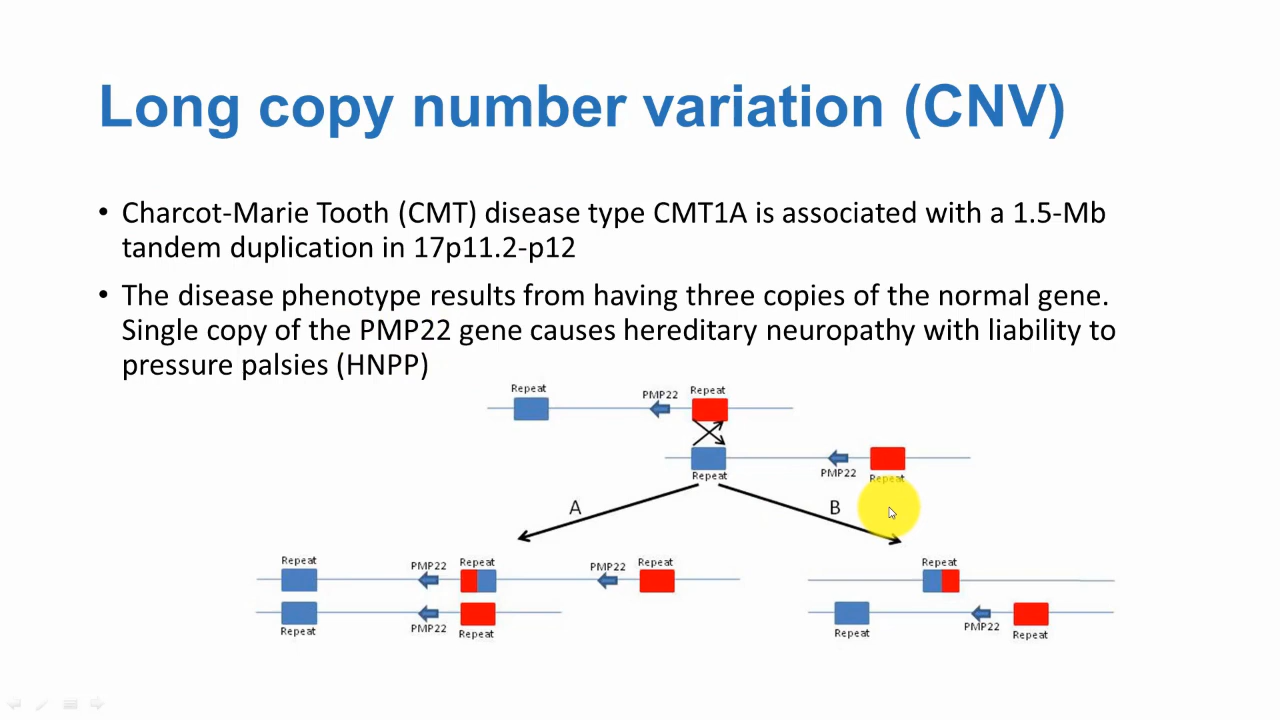 Long copy number variation (CNV)
• Charcot-Marie Tooth (CMT) disease type CMT1A is associated with a 1.5-Mb
tandem duplication in 17p11.2-p12
• The disease phenotype results from having three copies of the normal gene.
Single copy of the PMP22 gene causes hereditary neuropathy with liability to
pressure palsies (HNPP)
Repeat PMP22 Repeat
Repeat PMP22 Repeat
A B
Repeat PMP22 Repeat PMP22 Repeat
Repeat PMP22 Repeat
Repeat
Repeat PMP22 Repeat